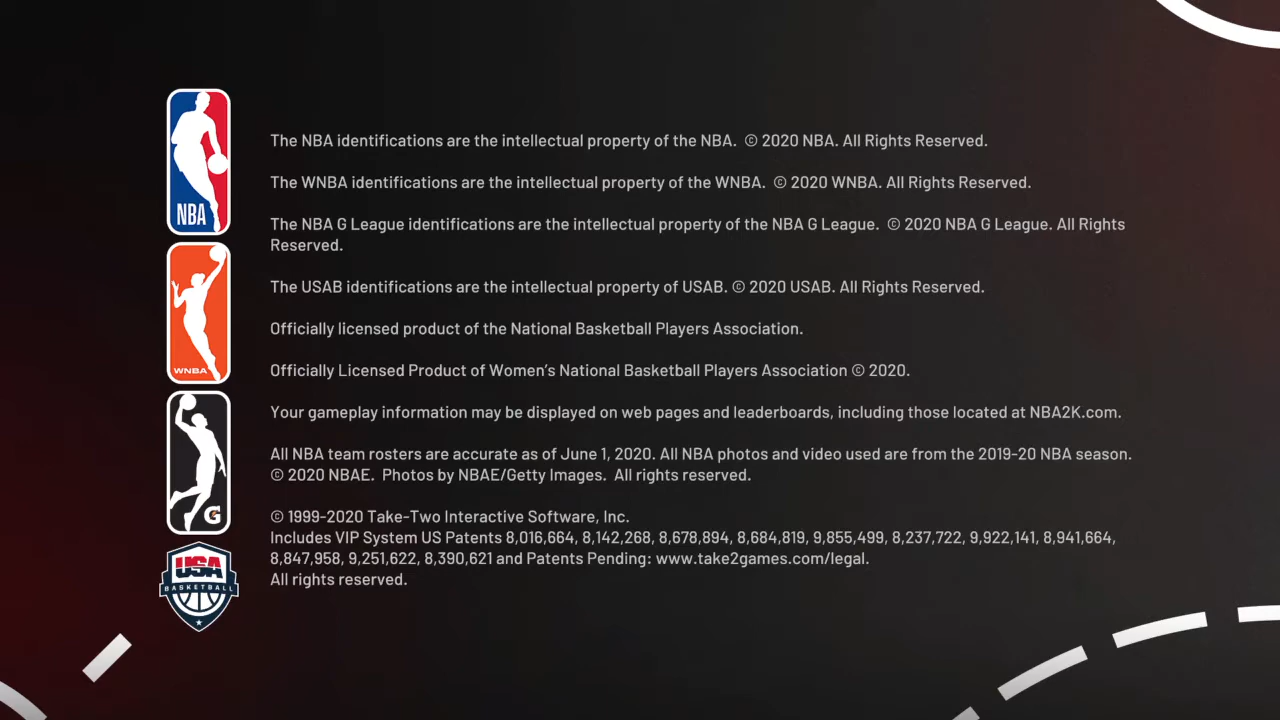 The NBA identifications are the intellectual property of the NBA.  © 2020 NBA. All Rights Reserved.
The WNBA identifications are the intellectual property of the WNBA.  © 2020 WNBA. All Rights Reserved.
The NBA G League identifications are the intellectual property of the NBA G League.  © 2020 NBA G League. All Rights
Reserved.
The USAB identifications are the intellectual property of USAB. © 2020 USAB. All Rights Reserved.
Officially licensed product of the National Basketball Players Association.
Officially Licensed Product of Women’s National Basketball Players Association © 2020.
Your gameplay information may be displayed on web pages and leaderboards, including those located at NBA2K.com.
All NBA team rosters are accurate as of June 1, 2020. All NBA photos and video used are from the 2019-20 NBA season.
© 2020 NBAE.  Photos by NBAE/Getty Images.  All rights reserved.
© 1999-2020 Take-Two Interactive Software, Inc.
Includes VIP System US Patents 8,016,664, 8,142,268, 8,678,894, 8,684,819, 9,855,499, 8,237,722, 9,922,141, 8,941,664,
8,847,958, 9,251,622, 8,390,621 and Patents Pending: www.take2games.com/legal.
All rights reserved.
NBA
WNBA
G
USA
BASKETBALL